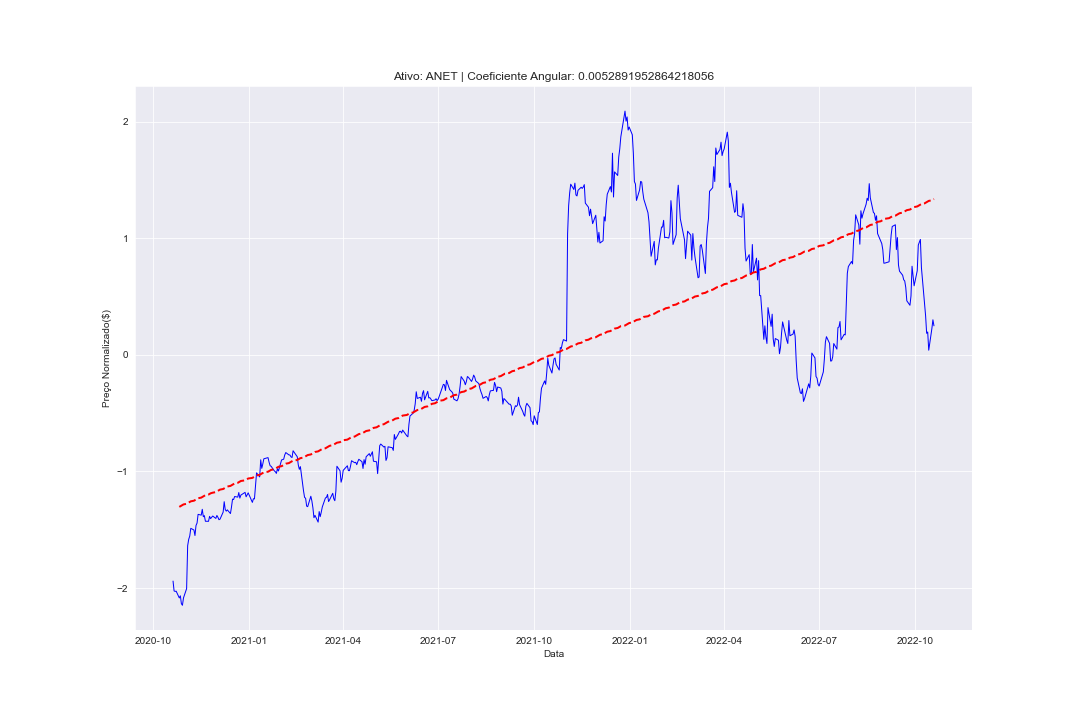 Ativo: ANET | Coeficiente Angular: 0.0052891952864218056
Preço Normalizado($)
2
1
0
−1
−2
2020-10 2021-01 2021-04 2021-07 2021-10 2022-01 2022-04 2022-07 2022-10
Data